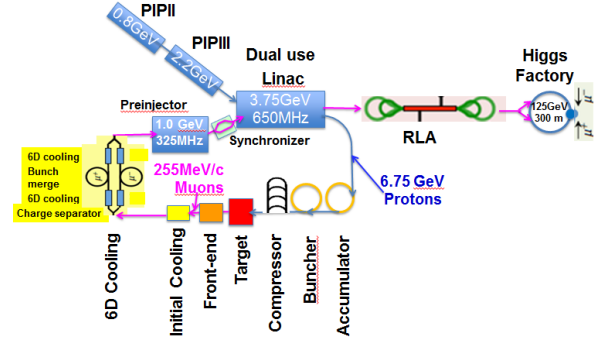 PIPII
0.8GeV
PIPIII
2.2GeV
Dual use
Linac
3.75GeV
650MHz
Synchronizer
Preinjector
1.0 GeV
325MHz
RLA
Higgs
Factory
125GeV
300 m
μ⁻
μ⁺
6D cooling
Bunch
merge
6D cooling
Charge separator
μ⁺
μ⁻
255MeV/c
Muons
6.75 GeV
Protons
6D Cooling
Initial Cooling
Front-end
Target
Compressor
Buncher
Accumulator